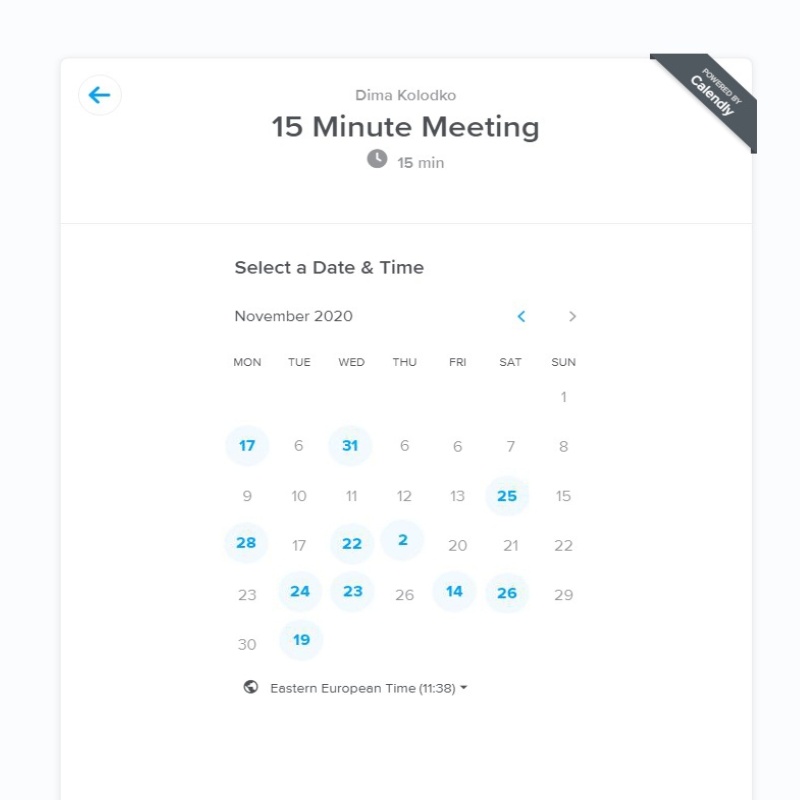 Dima Kolodko
POWERED BY
Calendly
15 Minute Meeting
15 min
Select a Date & Time
November 2020
MON TUE WED THU FRI SAT SUN
1
17 6 31 6 6 7 8
9 10 11 12 13 25 15
28 17 22 2 20 21 22
23 24 23 26 14 26 29
30 19
Eastern European Time (11:38)